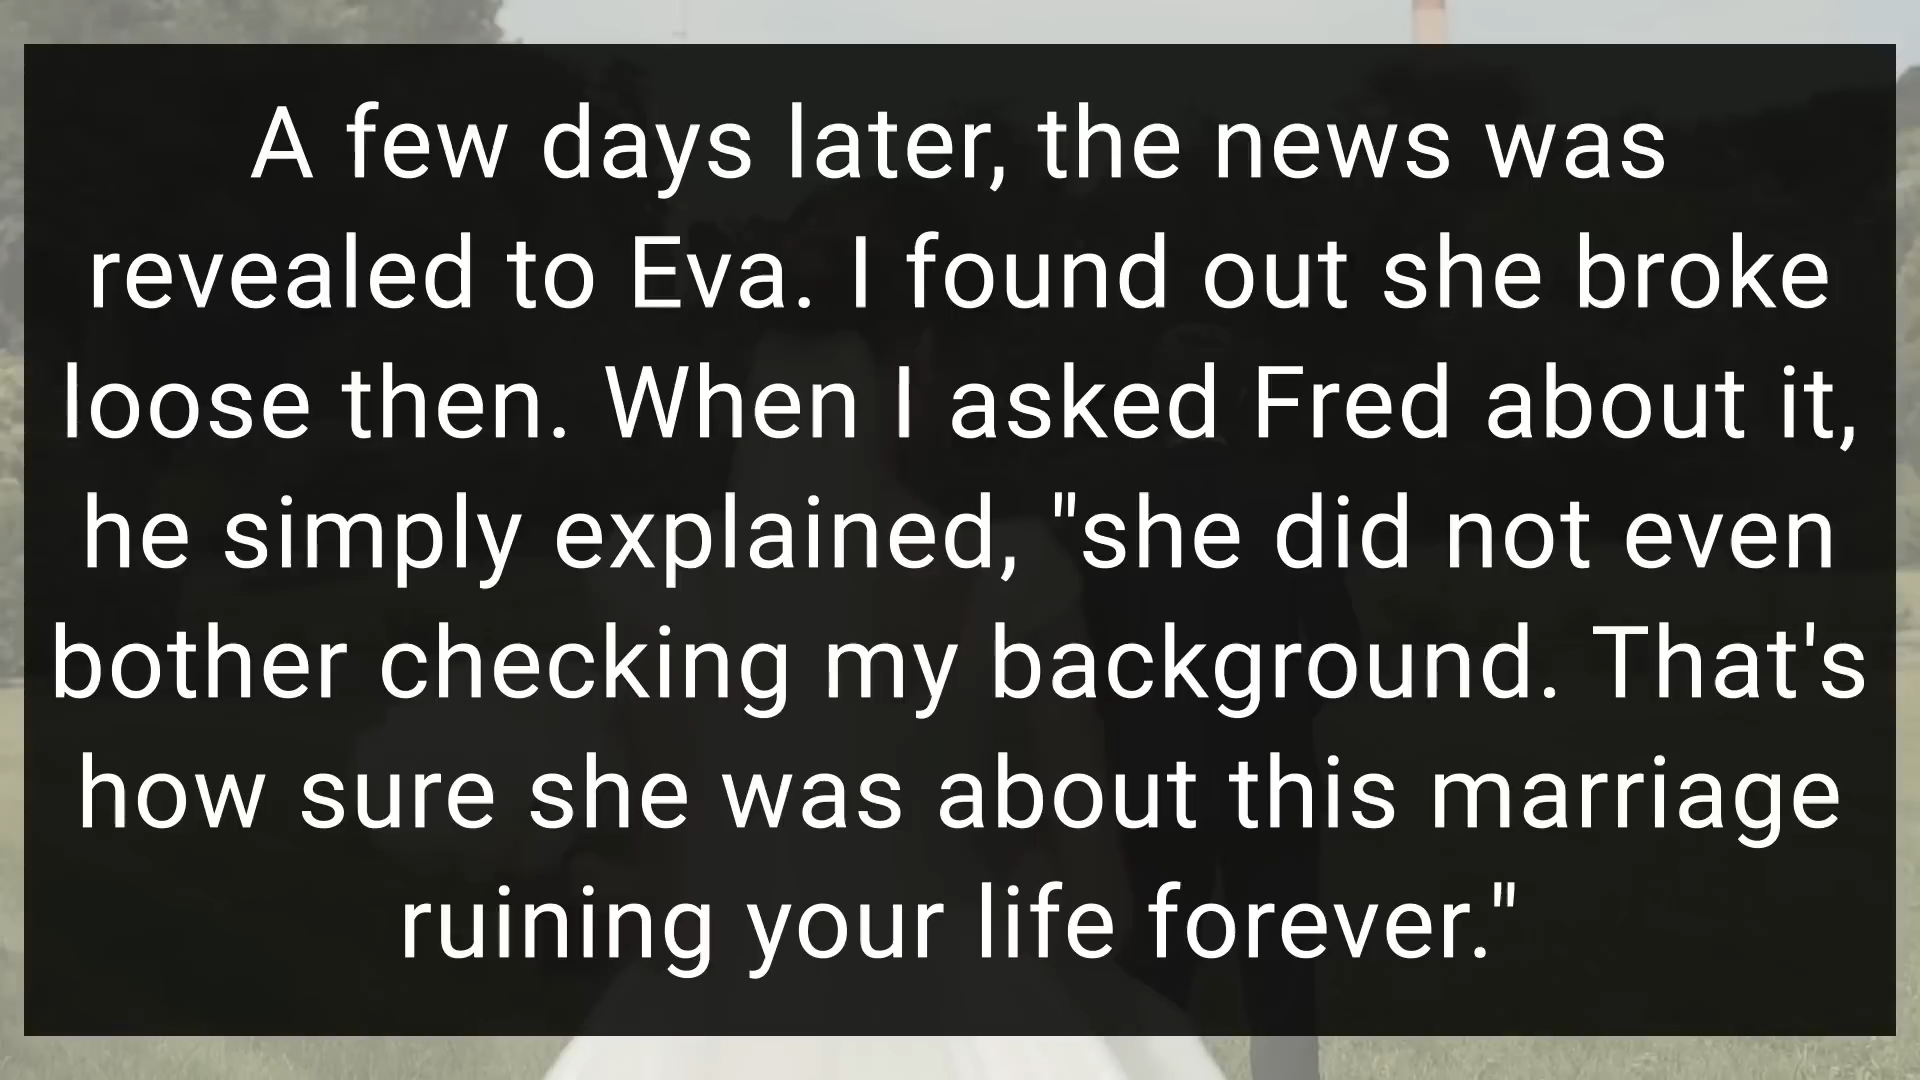 A few days later, the news was
revealed to Eva. I found out she broke
loose then. When I asked Fred about it,
he simply explained, "she did not even
bother checking my background. That's
how sure she was about this marriage
ruining your life forever."